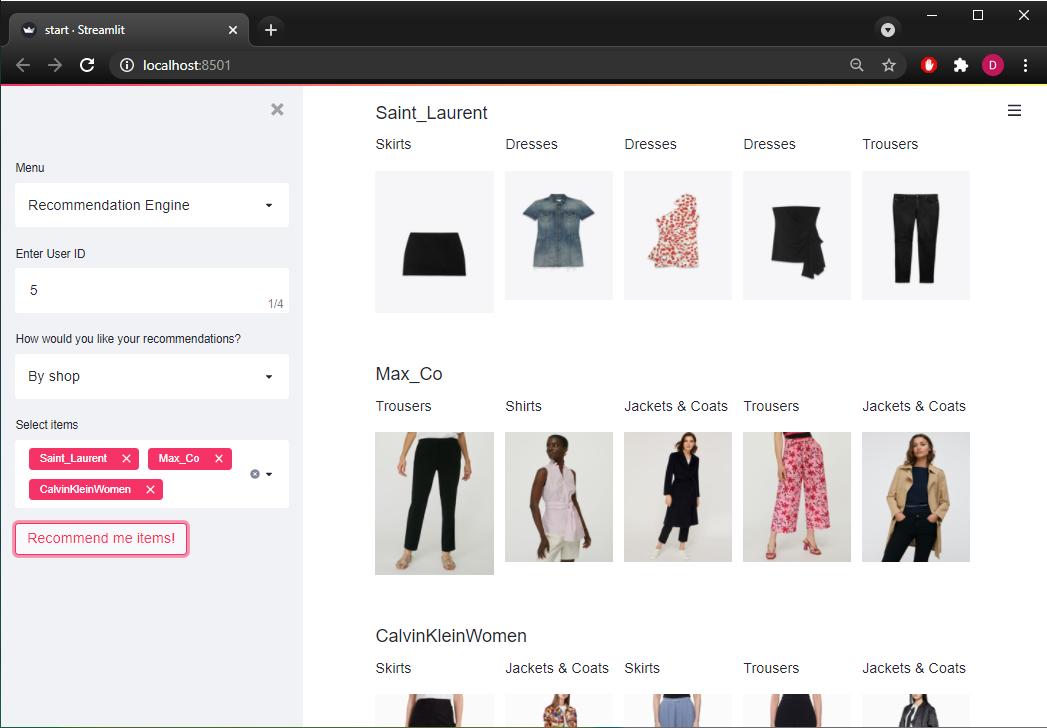 start · Streamlit
localhost:8501
D
Menu
Recommendation Engine
Enter User ID
5
1/4
How would you like your recommendations?
By shop
Select items
Saint_Laurent Max_Co
CalvinKleinWomen
Recommend me items!
Saint_Laurent
Skirts Dresses Dresses Dresses Trousers
Max_Co
Trousers Shirts Jackets & Coats Trousers Jackets & Coats
CalvinKleinWomen
Skirts Jackets & Coats Skirts Trousers Jackets & Coats